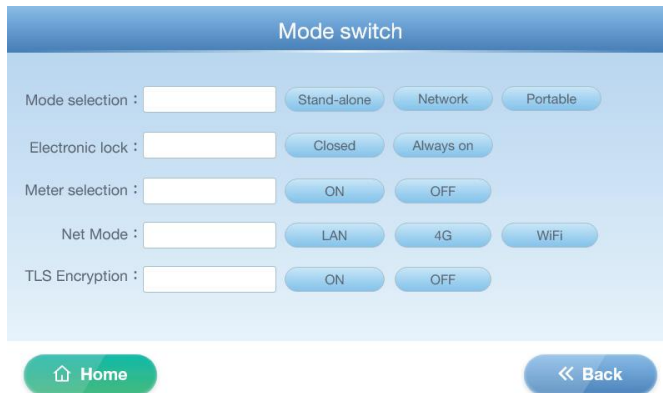 Mode switch
Mode selection : Stand-alone Network Portable
Electronic lock : Closed Always on
Meter selection : ON OFF
Net Mode : LAN 4G WiFi
TLS Encryption : ON OFF
Home Back